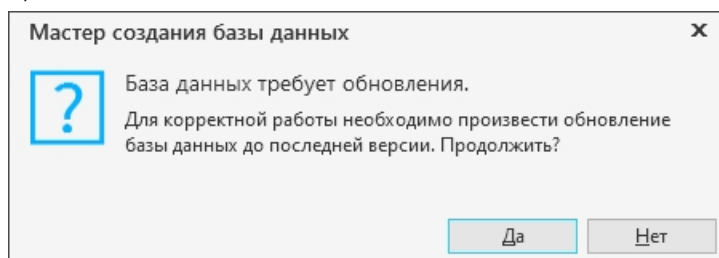 Мастер создания базы данных
База данных требует обновления.
Для корректной работы необходимо произвести обновление
базы данных до последней версии. Продолжить?
Да
Нет